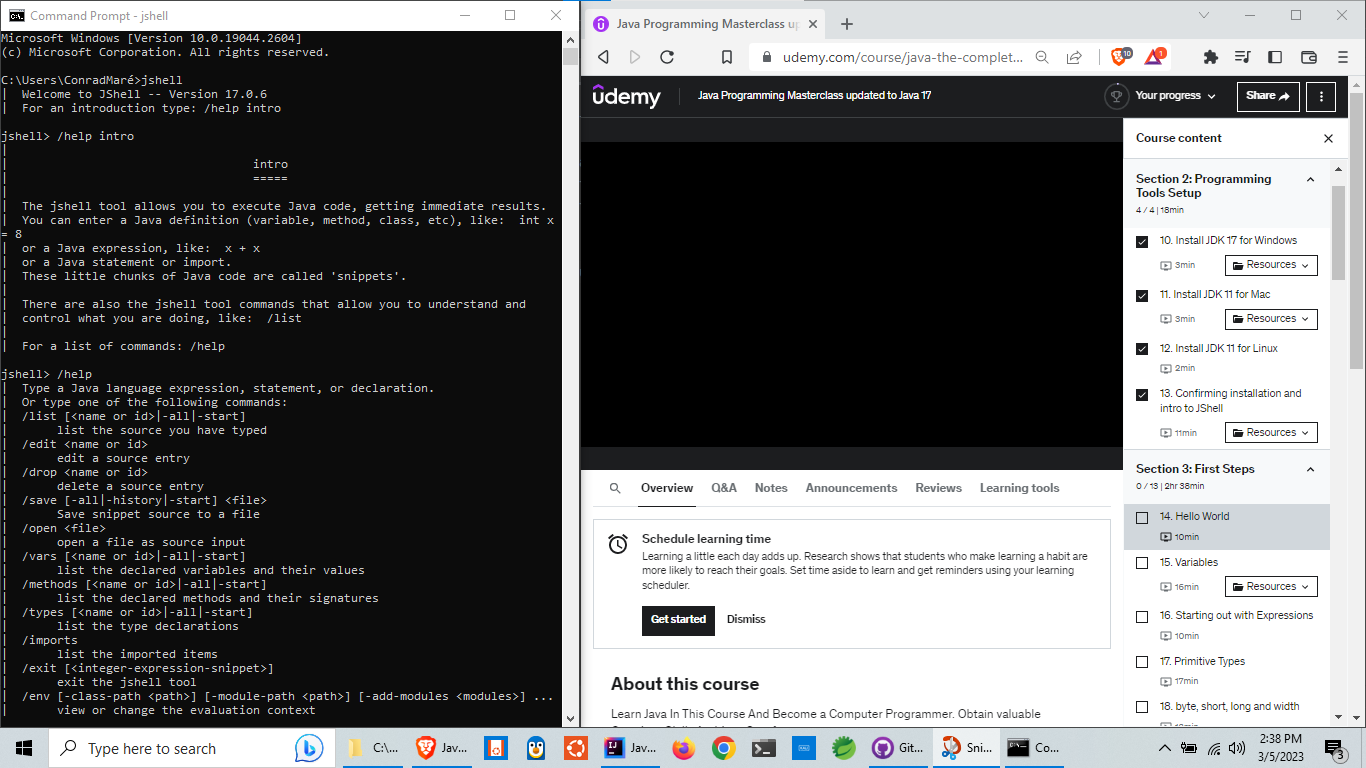 Command Prompt - jshell
Microsoft Windows [Version 10.0.19044.2604]
(c) Microsoft Corporation. All rights reserved.
C:\Users\ConradMaré>jshell
|  Welcome to JShell -- Version 17.0.6
|  For an introduction type: /help intro
jshell> /help intro
|
|                                   intro
|                                   =====
|
|  The jshell tool allows you to execute Java code, getting immediate results.
|  You can enter a Java definition (variable, method, class, etc), like:  int x
= 8
|  or a Java expression, like:  x + x
|  or a Java statement or import.
|  These little chunks of Java code are called 'snippets'.
|
|  There are also the jshell tool commands that allow you to understand and
|  control what you are doing, like:  /list
|
|  For a list of commands: /help
jshell> /help
|  Type a Java language expression, statement, or declaration.
|  Or type one of the following commands:
|  /list [<name or id>|-all|-start]
|       list the source you have typed
|  /edit <name or id>
|       edit a source entry
|  /drop <name or id>
|       delete a source entry
|  /save [-all|-history|-start] <file>
|       Save snippet source to a file
|  /open <file>
|       open a file as source input
|  /vars [<name or id>|-all|-start]
|       list the declared variables and their values
|  /methods [<name or id>|-all|-start]
|       list the declared methods and their signatures
|  /types [<name or id>|-all|-start]
|       list the type declarations
|  /imports
|       list the imported items
|  /exit [<integer-expression-snippet>]
|       exit the jshell tool
|  /env [-class-path <path>] [-module-path <path>] [-add-modules <modules>] ...
|       view or change the evaluation context
Java Programming Masterclass up
udemy.com/course/java-the-complet...
10
1
udemy
Java Programming Masterclass updated to Java 17
Your progress
Share
Course content
Section 2: Programming
Tools Setup
4 / 4 | 18min
10. Install JDK 17 for Windows
3min
Resources
11. Install JDK 11 for Mac
3min
Resources
12. Install JDK 11 for Linux
2min
13. Confirming installation and
intro to JShell
11min
Resources
Section 3: First Steps
0 / 13 | 2hr 38min
14. Hello World
10min
15. Variables
16min
Resources
16. Starting out with Expressions
10min
17. Primitive Types
17min
18. byte, short, long and width
Overview
Q&A
Notes
Announcements
Reviews
Learning tools
Schedule learning time
Learning a little each day adds up. Research shows that students who make learning a habit are
more likely to reach their goals. Set time aside to learn and get reminders using your learning
scheduler.
Get started
Dismiss
About this course
Learn Java In This Course And Become a Computer Programmer. Obtain valuable
Type here to search
C:\...
Jav...
Jav...
Git...
Sni...
Co...
2:38 PM
3/5/2023
3